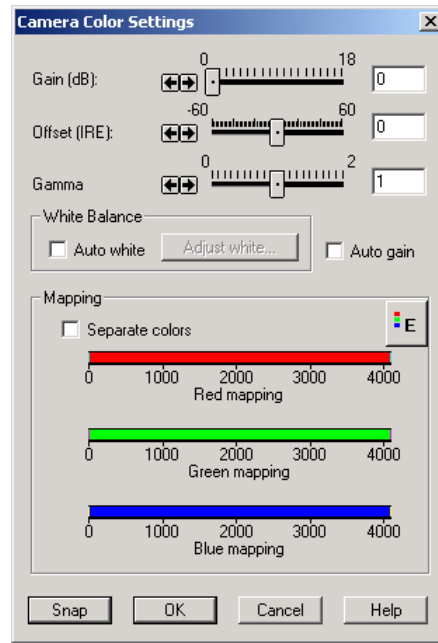 Camera Color Settings
0 18
Gain (dB): 0
-60 60
Offset (IRE): 0
0 2
Gamma 1
White Balance
Auto white Adjust white... Auto gain
Mapping
Separate colors E
0 1000 2000 3000 4000
Red mapping
0 1000 2000 3000 4000
Green mapping
0 1000 2000 3000 4000
Blue mapping
Snap OK Cancel Help